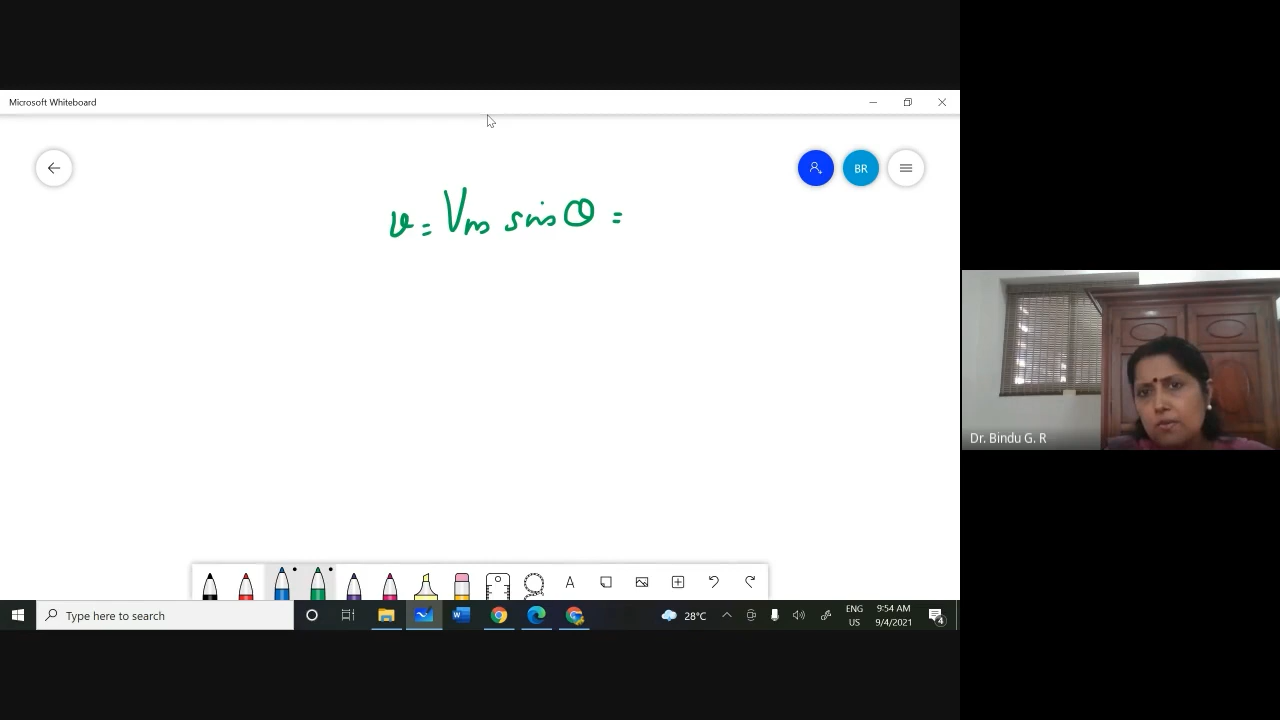 Microsoft Whiteboard
BR
v = Vm sin θ =
Dr. Bindu G. R
A
Type here to search
28°C
ENG
US
9:54 AM
9/4/2021
4